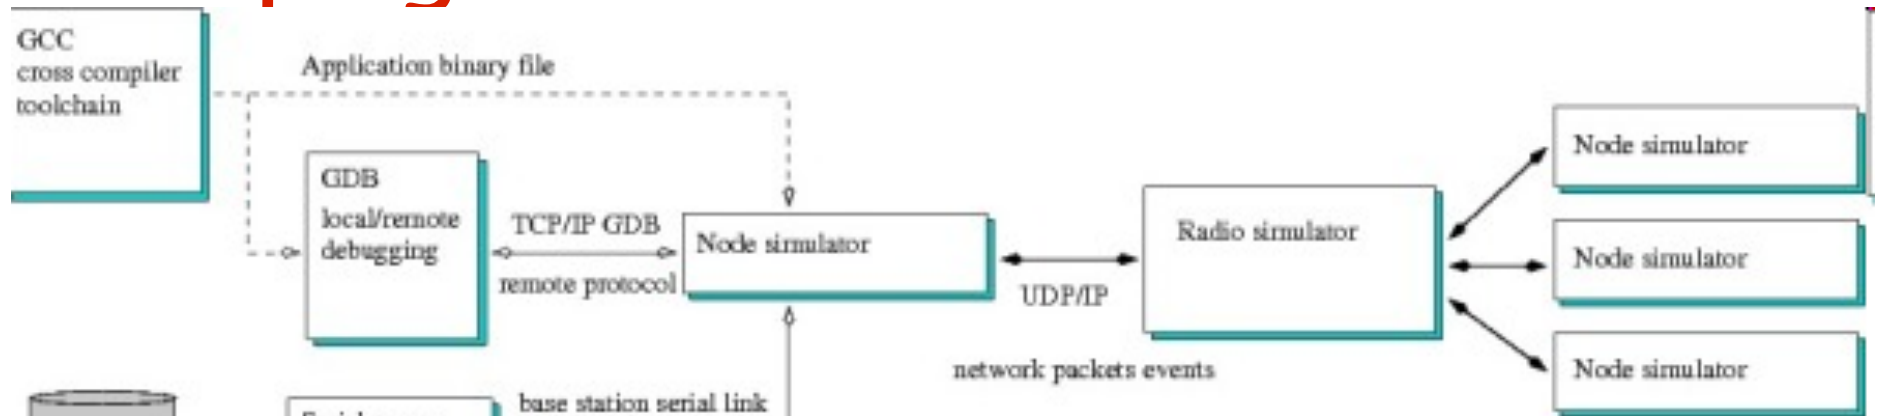 GCC
cross compiler
toolchain
Application binary file
GDB
local/remote
debugging
TCP/IP GDB
remote protocol
Node simulator
UDP/IP
Radio simulator
network packets events
Node simulator
Node simulator
Node simulator
base station serial link